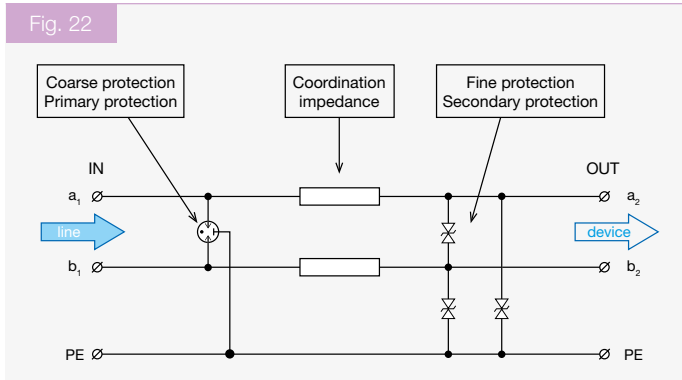 Fig. 22
Coarse protection
Primary protection
Coordination
impedance
Fine protection
Secondary protection
IN
OUT
a₁
a₂
line
device
b₁
b₂
PE
PE